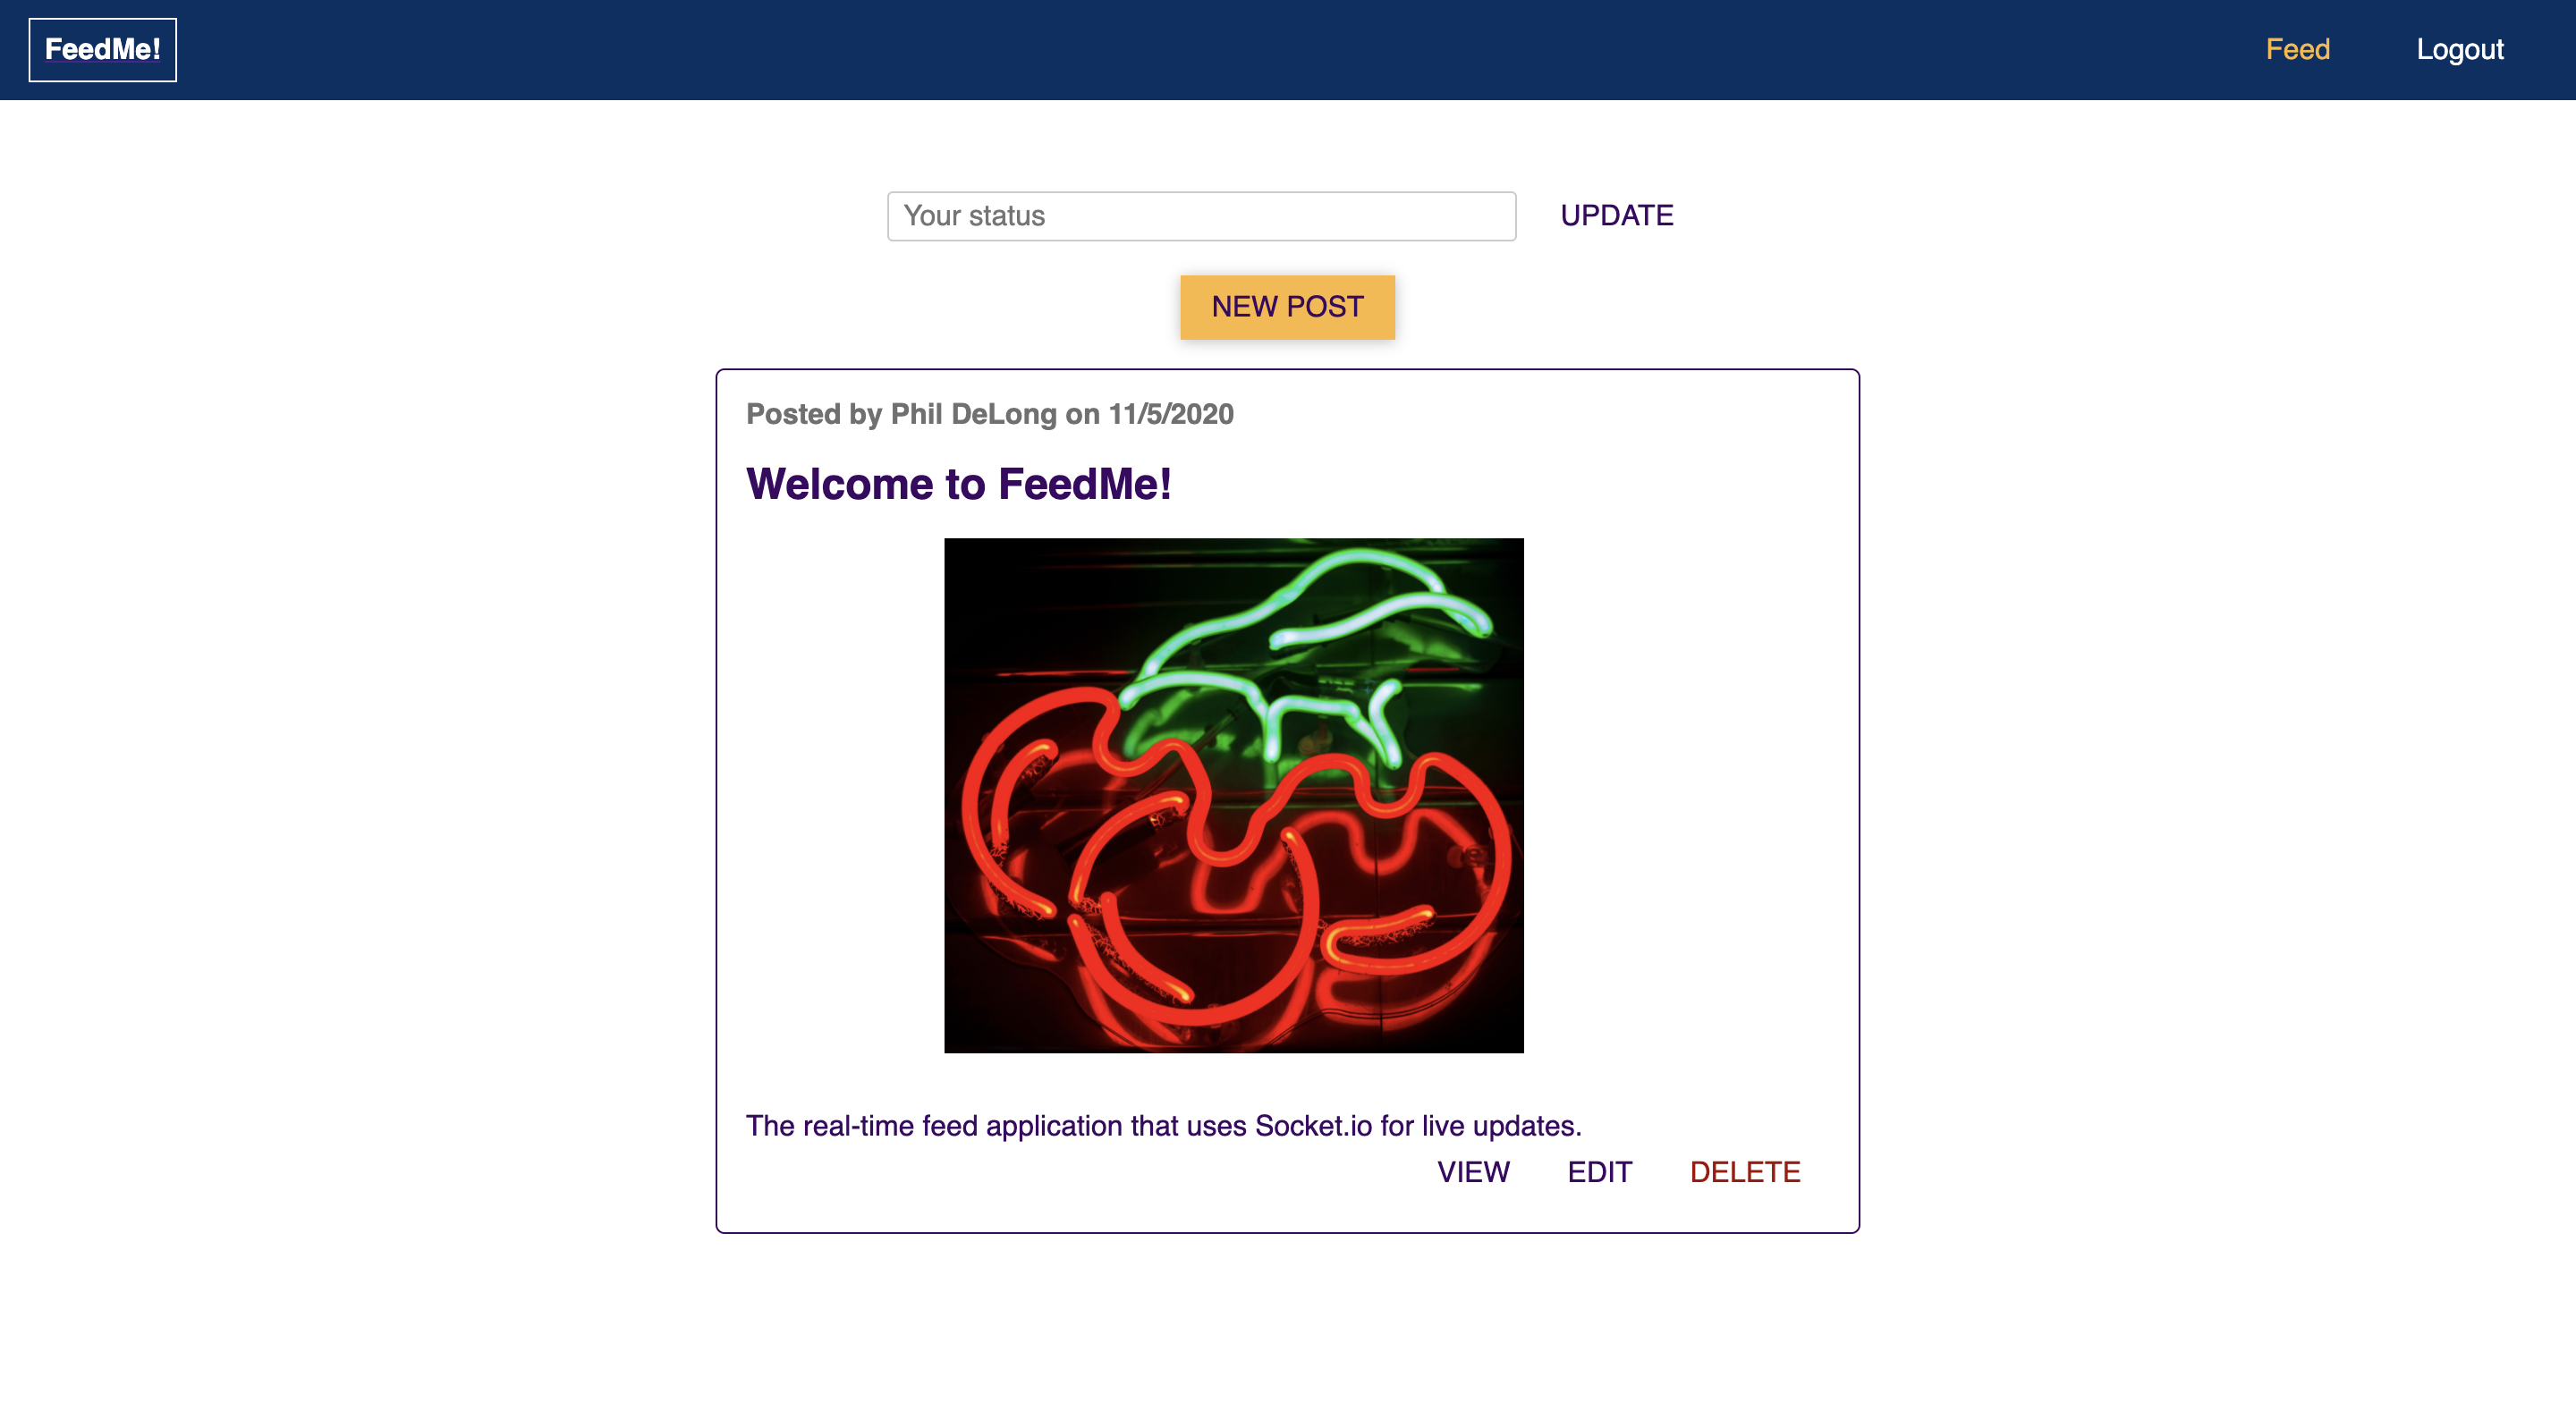 FeedMe!
Feed
Logout
Your status
UPDATE
NEW POST
Posted by Phil DeLong on 11/5/2020
Welcome to FeedMe!
The real-time feed application that uses Socket.io for live updates.
VIEW
EDIT
DELETE